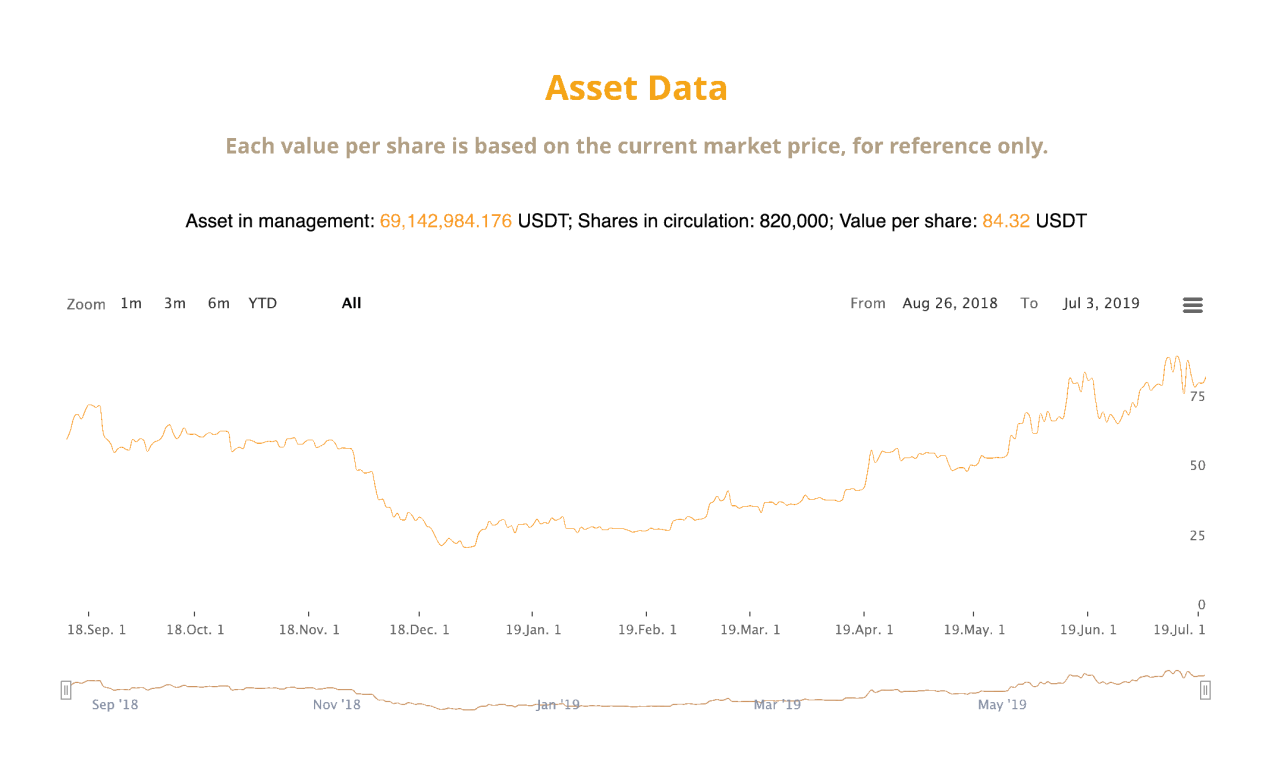 Asset Data
Each value per share is based on the current market price, for reference only.
Asset in management: 69,142,984.176 USDT; Shares in circulation: 820,000; Value per share: 84.32 USDT
Zoom 1m 3m 6m YTD All From Aug 26, 2018 To Jul 3, 2019
75
50
25
0
18.Sep. 1 18.Oct. 1 18.Nov. 1 18.Dec. 1 19.Jan. 1 19.Feb. 1 19.Mar. 1 19.Apr. 1 19.May. 1 19.Jun. 1 19.Jul. 1
Sep '18 Nov '18 Jan '19 Mar '19 May '19